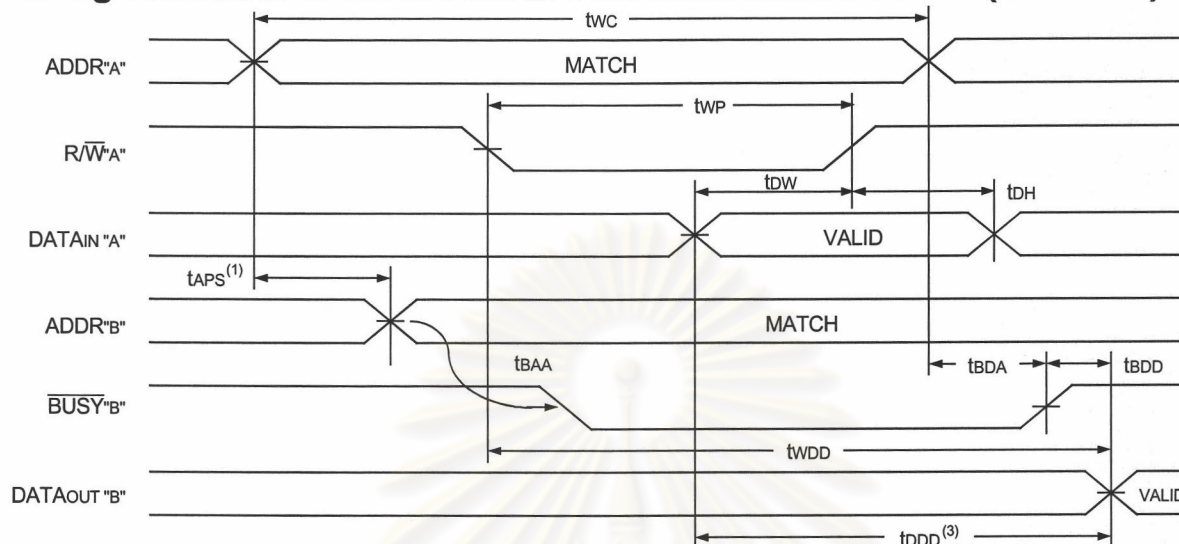 tWC
ADDR"A"
MATCH
tWP
R/W̅"A"
tDW
tDH
DATAIN "A"
VALID
tAPS(1)
ADDR"B"
MATCH
tBAA
tBDA
tBDD
B̅U̅S̅Y̅"B"
tWDD
DATAOUT "B"
VALID
tDDD(3)